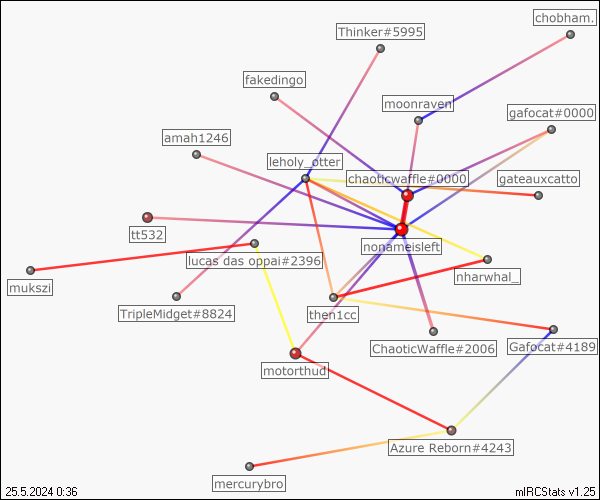 chobham.
Thinker#5995
fakedingo
moonraven
gafocat#0000
amah1246
leholy_otter
chaoticwaffle#0000
gateauxcatto
tt532
nonameisleft
lucas das oppai#2396
nharwhal_
mukszi
TripleMidget#8824
then1cc
ChaoticWaffle#2006
Gafocat#4189
motorthud
Azure Reborn#4243
mercurybro
25.5.2024 0:36
mIRCStats v1.25